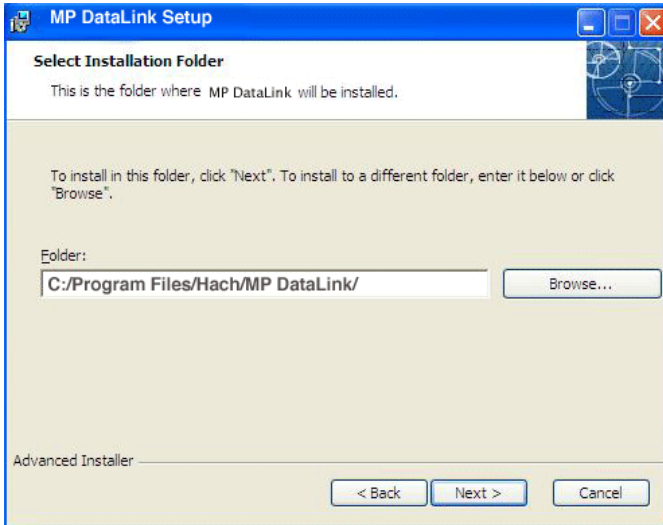 MP DataLink Setup
Select Installation Folder
This is the folder where MP DataLink will be installed.
To install in this folder, click "Next". To install to a different folder, enter it below or click
"Browse".
Folder:
C:/Program Files/Hach/MP DataLink/
Browse...
Advanced Installer
< Back
Next >
Cancel